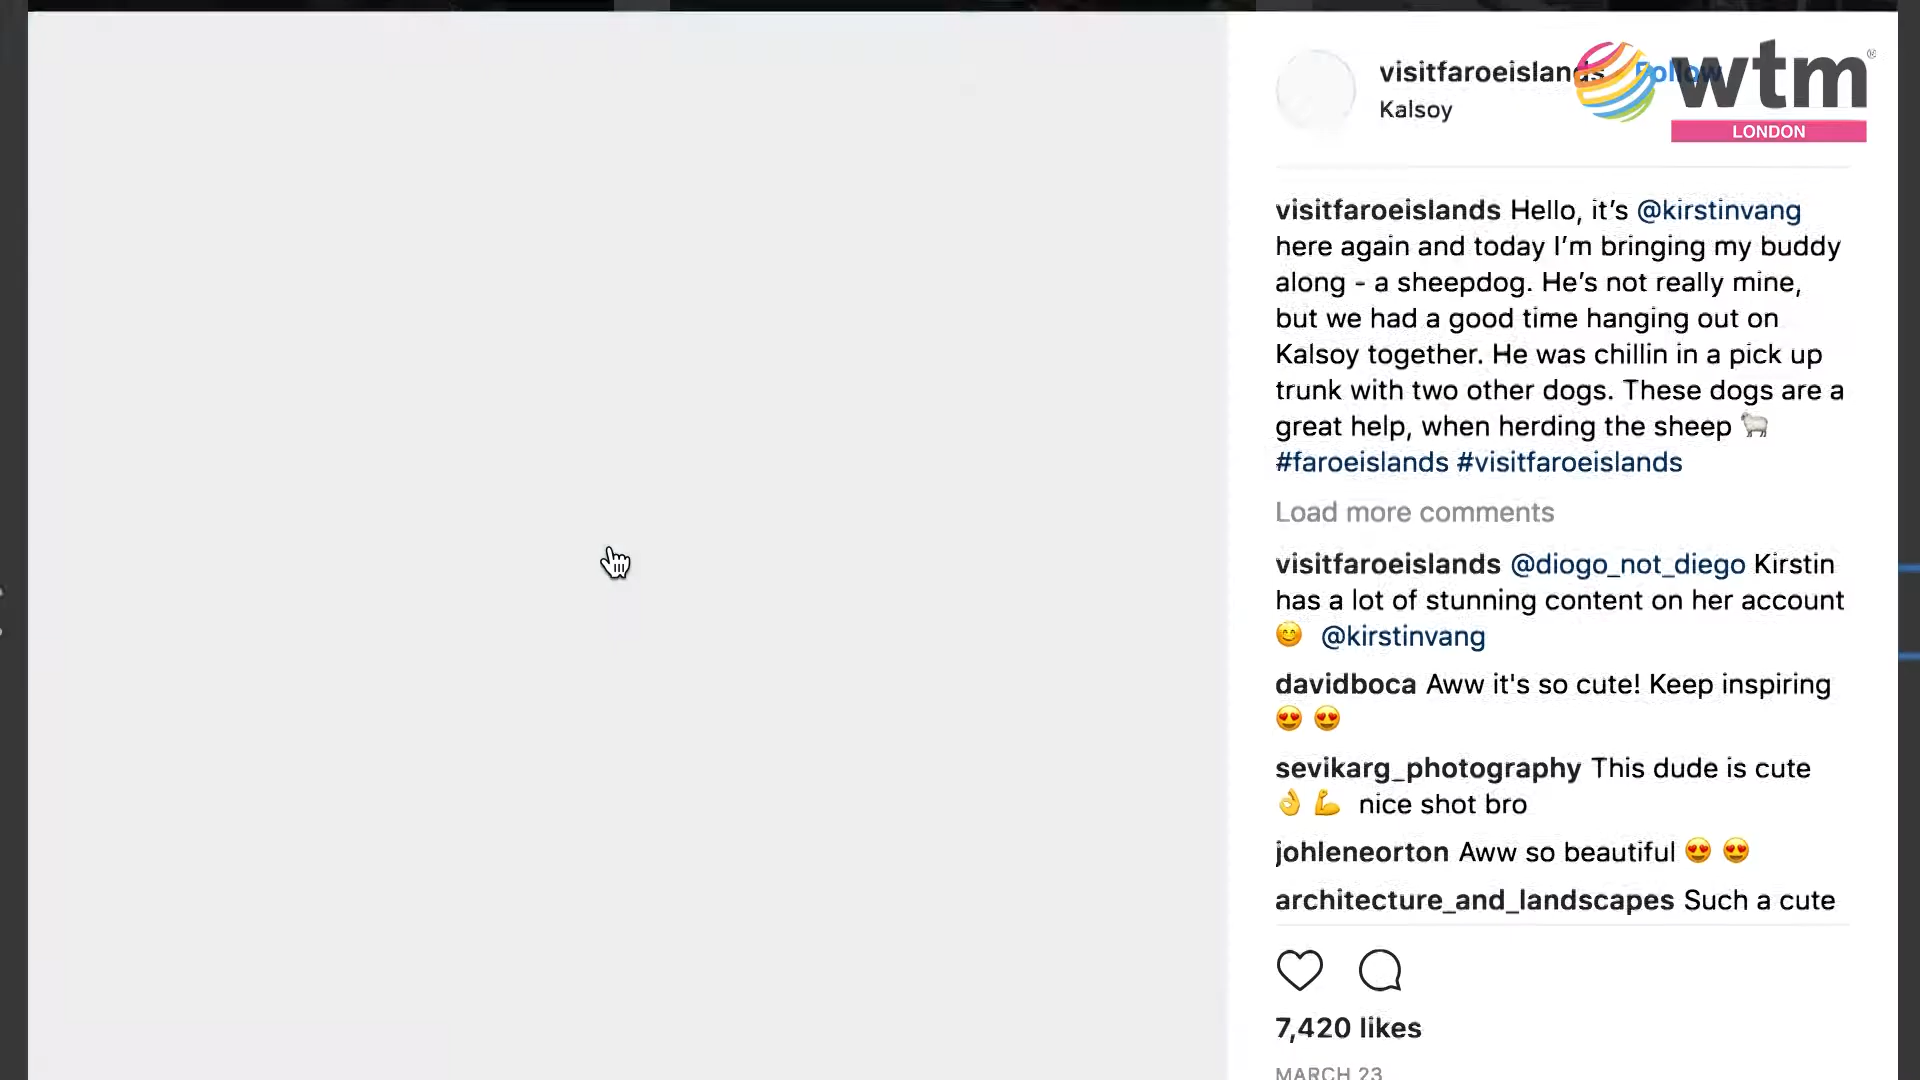 visitfaroeislands Follow
Kalsoy
wtm®
LONDON
visitfaroeislands Hello, it’s @kirstinvang
here again and today I’m bringing my buddy
along - a sheepdog. He’s not really mine,
but we had a good time hanging out on
Kalsoy together. He was chillin in a pick up
trunk with two other dogs. These dogs are a
great help, when herding the sheep 🐑
#faroeislands #visitfaroeislands
Load more comments
visitfaroeislands @diogo_not_diego Kirstin
has a lot of stunning content on her account
😊 @kirstinvang
davidboca Aww it's so cute! Keep inspiring
😍 😍
sevikarg_photography This dude is cute
👌 💪 nice shot bro
johleneorton Aww so beautiful 😍 😍
architecture_and_landscapes Such a cute
7,420 likes
MARCH 23